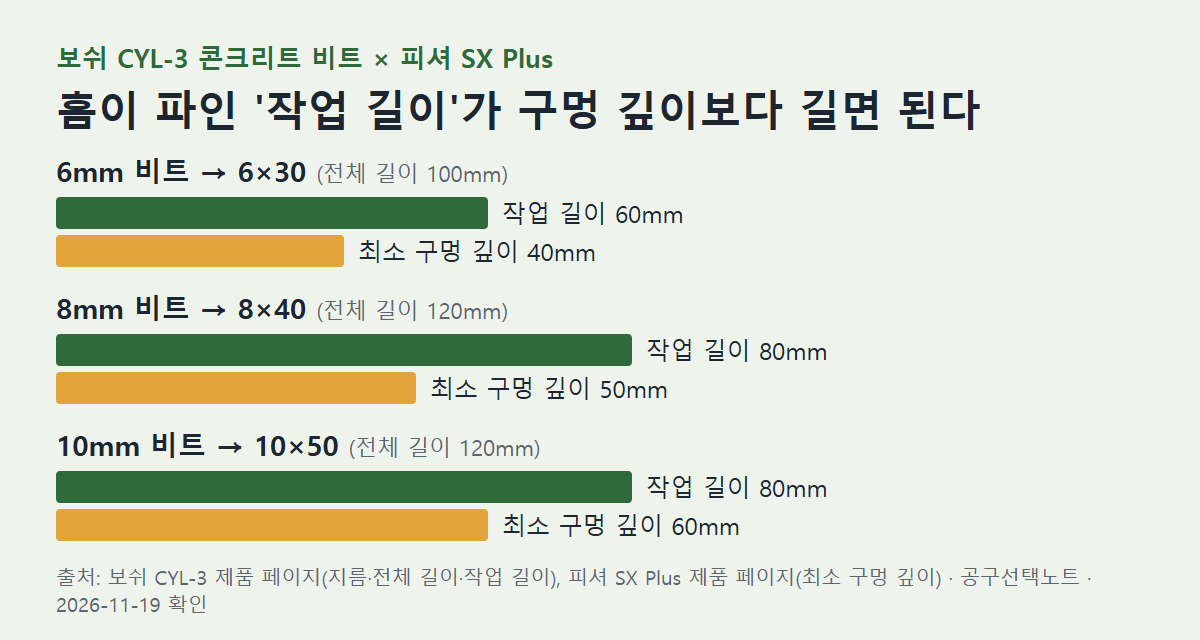 보쉬 CYL-3 콘크리트 비트 × 피셔 SX Plus
홈이 파인 '작업 길이'가 구멍 깊이보다 길면 된다
6mm 비트 → 6×30 (전체 길이 100mm)
작업 길이 60mm
최소 구멍 깊이 40mm
8mm 비트 → 8×40 (전체 길이 120mm)
작업 길이 80mm
최소 구멍 깊이 50mm
10mm 비트 → 10×50 (전체 길이 120mm)
작업 길이 80mm
최소 구멍 깊이 60mm
출처: 보쉬 CYL-3 제품 페이지(지름·전체 길이·작업 길이), 피셔 SX Plus 제품 페이지(최소 구멍 깊이) · 공구선택노트 ·
2026-11-19 확인